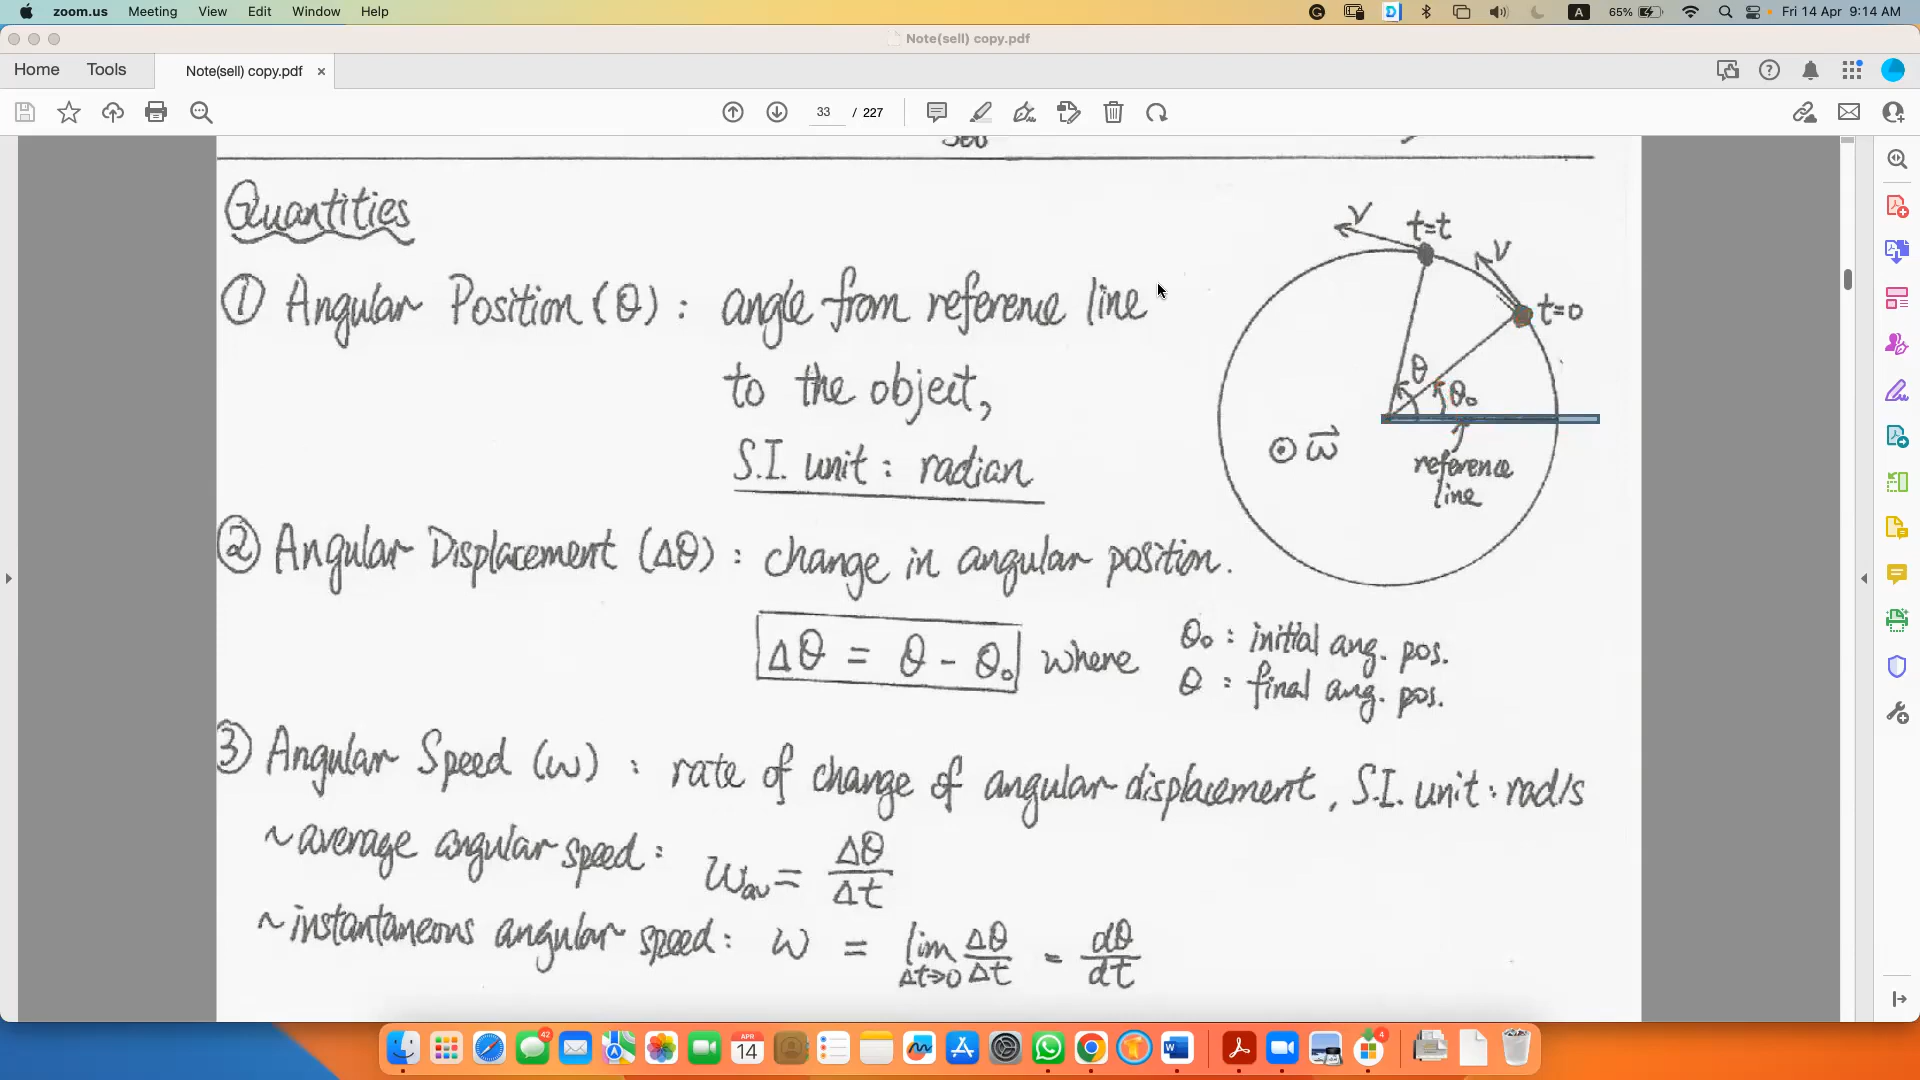 zoom.us Meeting View Edit Window Help
65% Fri 14 Apr 9:14 AM
Note(sell) copy.pdf
Home Tools Note(sell) copy.pdf ×
33 / 227
Quantities
① Angular Position (θ) : angle from reference line
to the object,
S.I. unit : radian
V
t=t
V
t=0
θ
θ₀
⊙ ω⃗
reference
line
② Angular Displacement (Δθ) : change in angular position.
Δθ = θ - θ₀ where
θ₀ : initial ang. pos.
θ : final ang. pos.
③ Angular Speed (ω) : rate of change of angular displacement, S.I. unit : rad/s
~ average angular speed : ωav = Δθ/Δt
~ instantaneous angular speed : ω = lim Δt→0 Δθ/Δt = dθ/dt
42
APR
14
4